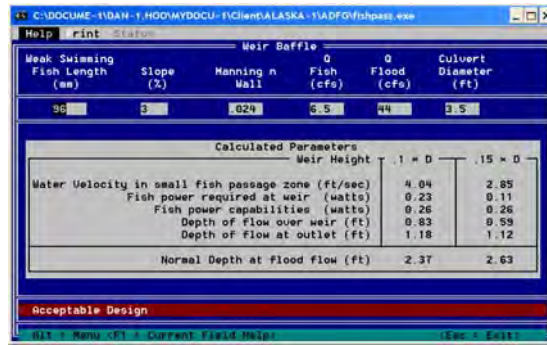 C:\DOCUME~1\DAN~1.HOO\MYDOCU~1\Client\ALASKA~1\ADFG\fishpass.exe
Help Print Status
Weir Baffle
Weak Swimming Fish Length (mm) Slope (%) Manning n Wall Q Fish (cfs) Q Flood (cfs) Culvert Diameter (ft)
96 3 .024 6.5 44 3.5
Calculated Parameters
Weir Height .1 * D .15 * D
Water Velocity in small fish passage zone (ft/sec) 4.04 2.85
Fish power required at weir (watts) 0.23 0.11
Fish power capabilities (watts) 0.26 0.26
Depth of flow over weir (ft) 0.83 0.59
Depth of flow at outlet (ft) 1.18 1.12
Normal Depth at flood flow (ft) 2.37 2.63
Acceptable Design
Alt : Menu <F1 : Current Field Help> <Esc : Exit>